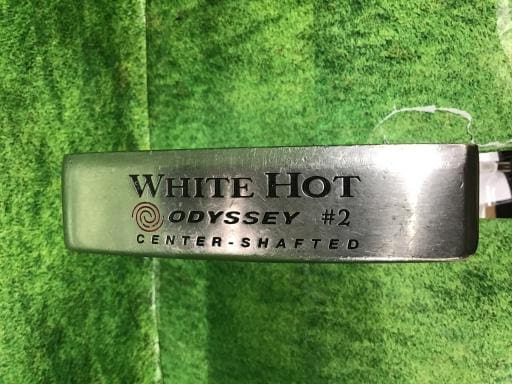 WHITE HOT
ODYSSEY #2
CENTER-SHAFTED